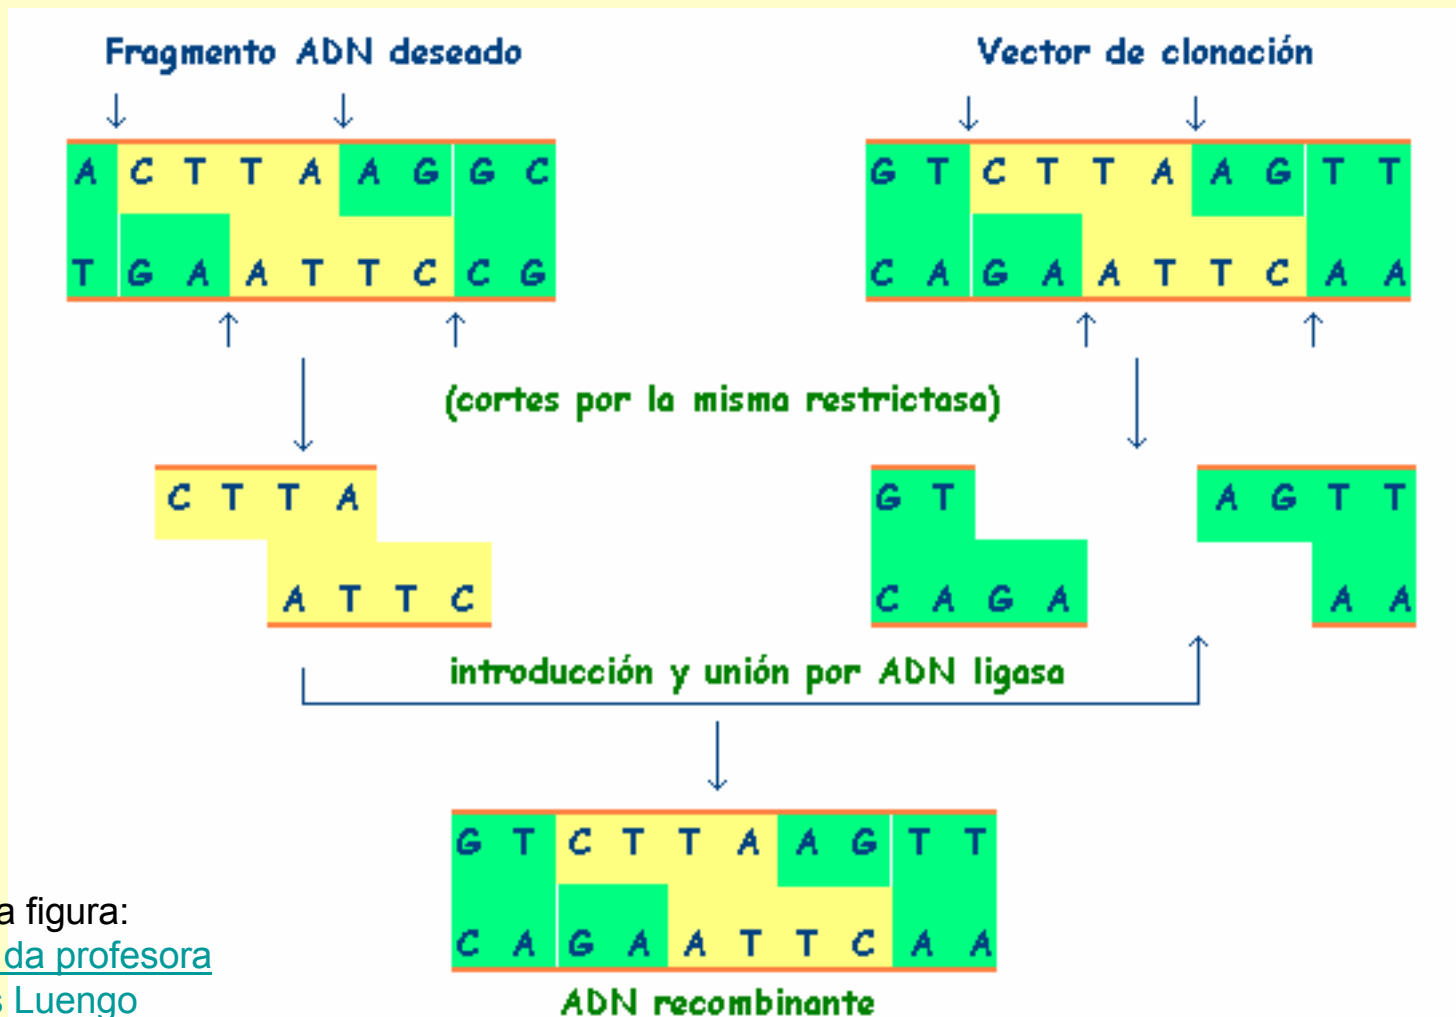 Fragmento ADN deseado
Vector de clonación
A C T T A A G G C
T G A A T T C C G
G T C T T A A G T T
C A G A A T T C A A
(cortes por la misma restrictasa)
C T T A
A T T C
G T
C A G A
A G T T
A A
introducción y unión por ADN ligasa
G T C T T A A G T T
C A G A A T T C A A
ADN recombinante
a figura:
da profesora
s Luengo